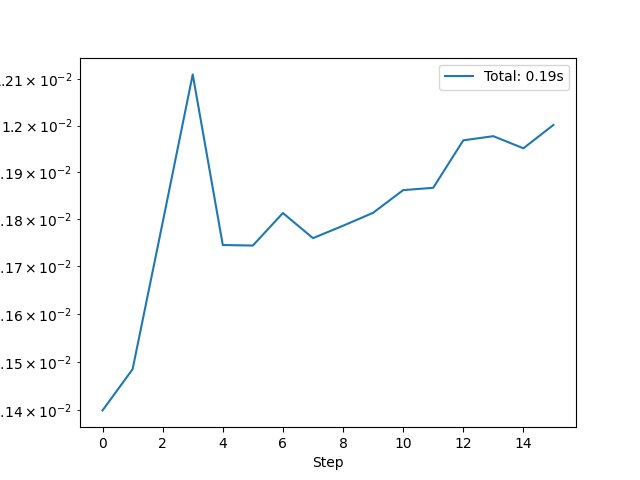 .21 × 10⁻²
1.2 × 10⁻²
.19 × 10⁻²
.18 × 10⁻²
.17 × 10⁻²
.16 × 10⁻²
.15 × 10⁻²
.14 × 10⁻²
Total: 0.19s
0 2 4 6 8 10 12 14
Step